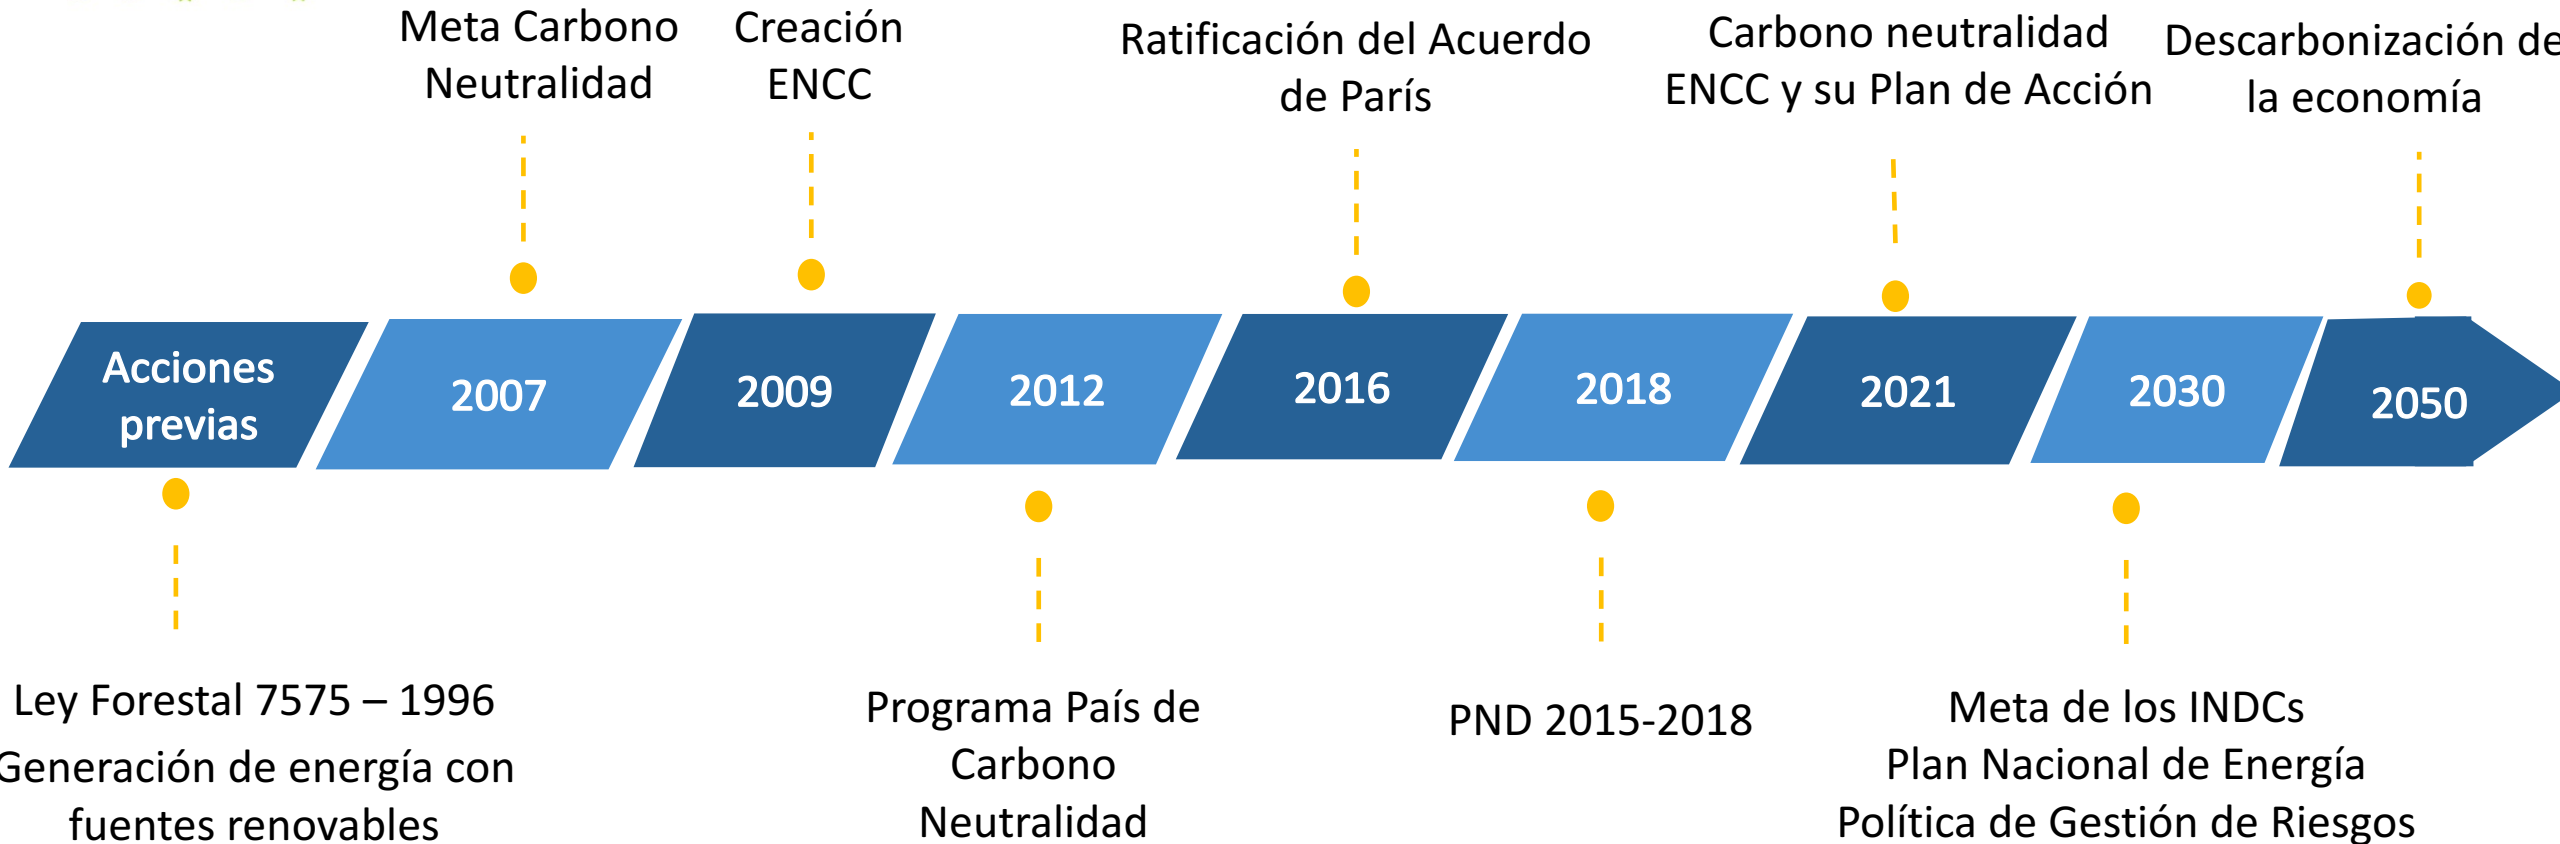 Meta Carbono
Neutralidad
Creación
ENCC
Ratificación del Acuerdo
de París
Carbono neutralidad
ENCC y su Plan de Acción
Descarbonización de
la economía
Acciones
previas
2007
2009
2012
2016
2018
2021
2030
2050
Ley Forestal 7575 – 1996
Generación de energía con
fuentes renovables
Programa País de
Carbono
Neutralidad
PND 2015-2018
Meta de los INDCs
Plan Nacional de Energía
Política de Gestión de Riesgos